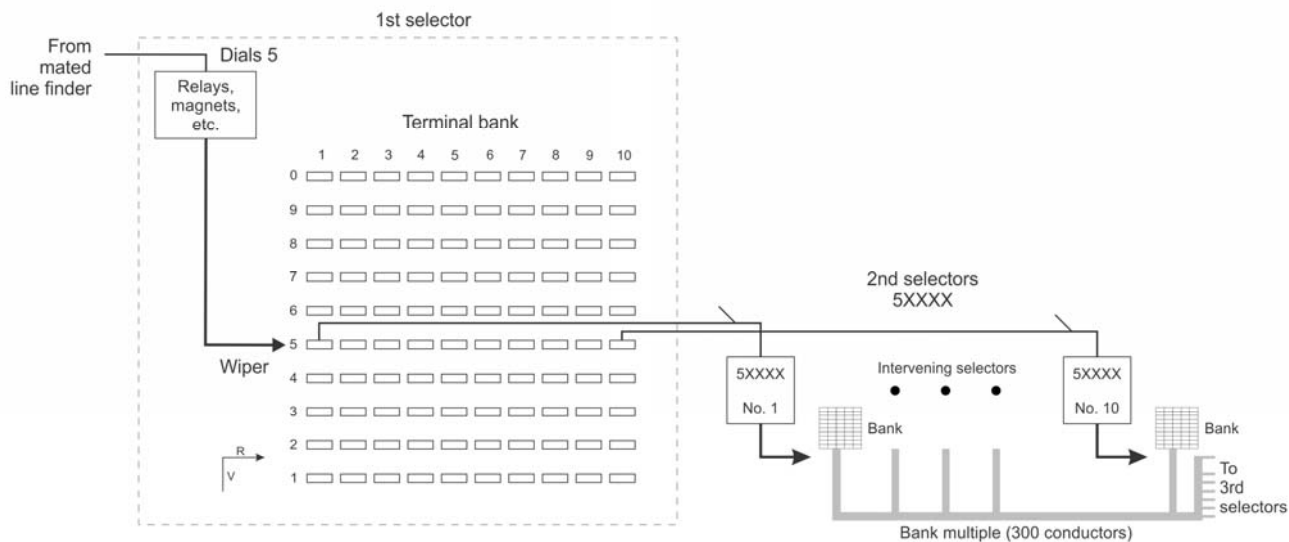 1st selector
From
mated
line finder
Dials 5
Relays,
magnets,
etc.
Terminal bank
1 2 3 4 5 6 7 8 9 10
0
9
8
7
6
5
4
3
2
1
Wiper
R
V
2nd selectors
5XXXX
5XXXX
No. 1
Intervening selectors
5XXXX
No. 10
Bank
Bank
To
3rd
selectors
Bank multiple (300 conductors)